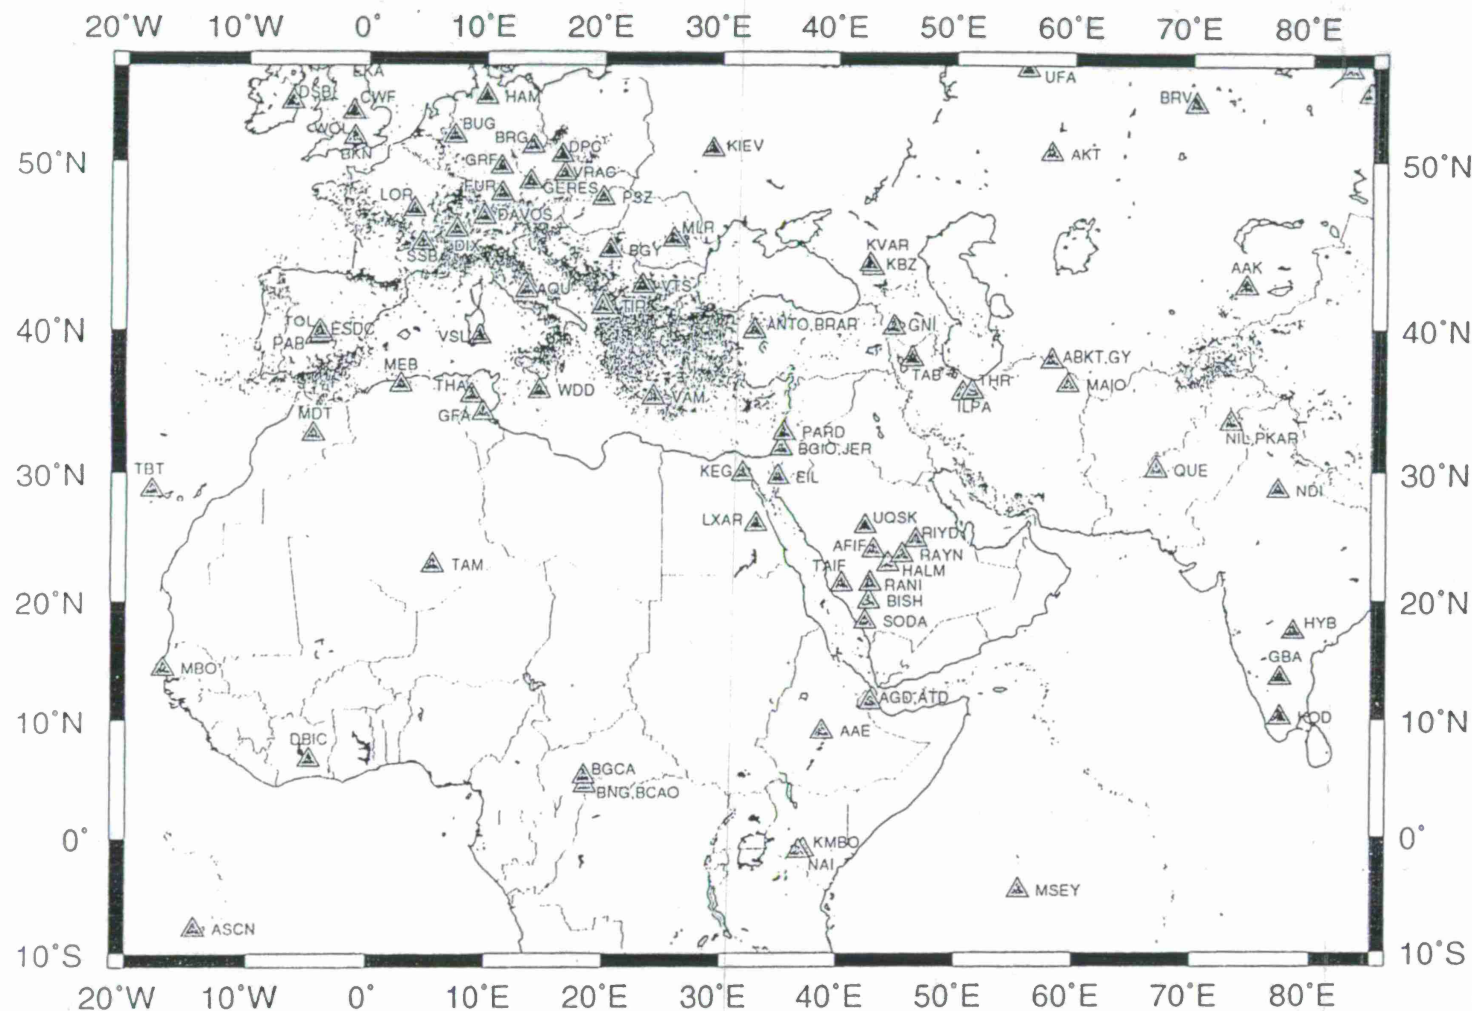 20°W 10°W 0° 10°E 20°E 30°E 40°E 50°E 60°E 70°E 80°E
EKA
UFA
DSB
CWF
HAM
BRV
WOL
BUG
BKN
BRG
DPC
KIEV
AKT
50°N
50°N
GRF
VRAC
FUR
GERES
PSZ
LOR
DAVOS
MLR
DIX
SSB
BGY
KVAR
KBZ
AAK
AQU
VTS
TIR
40°N
40°N
TOL
ESDC
PAB
VSL
ANTO,BRAR
GNI
MEB
TAB
ABKT,GY
THA
WDD
VAM
THR
MAIO
ILPA
GFA
MDT
PARD
NIL,PKAR
BGIO,JER
TBT
30°N
KEG
EIL
QUE
30°N
NDI
LXAR
UQSK
RIYD
AFIF
RAYN
TAM
TAIF
HALM
RANI
20°N
BISH
20°N
SODA
HYB
MBO
GBA
AGD,ATD
10°N
KOD
10°N
DBIC
AAE
BGCA
BNG,BCAO
0°
KMBO
0°
NAI
MSEY
ASCN
10°S
10°S
20°W 10°W 0° 10°E 20°E 30°E 40°E 50°E 60°E 70°E 80°E